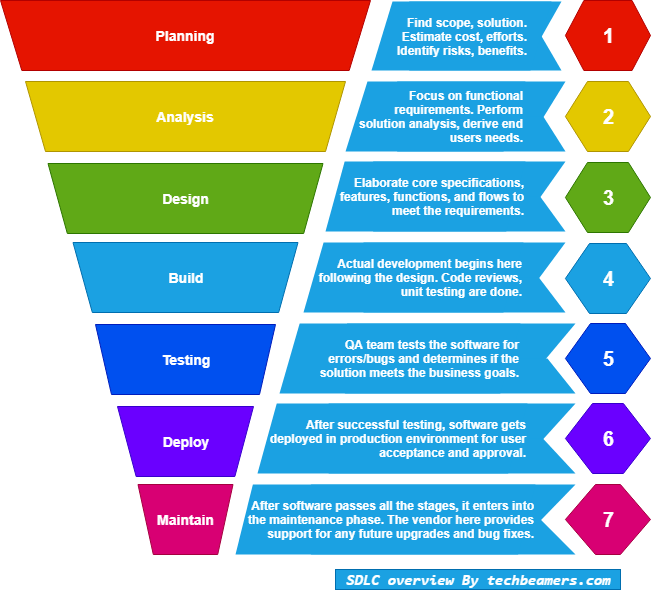 Planning
Find scope, solution.
Estimate cost, efforts.
Identify risks, benefits.
1
Analysis
Focus on functional
requirements. Perform
solution analysis, derive end
users needs.
2
Design
Elaborate core specifications,
features, functions, and flows to
meet the requirements.
3
Build
Actual development begins here
following the design. Code reviews,
unit testing are done.
4
Testing
QA team tests the software for
errors/bugs and determines if the
solution meets the business goals.
5
Deploy
After successful testing, software gets
deployed in production environment for user
acceptance and approval.
6
Maintain
After software passes all the stages, it enters into
the maintenance phase. The vendor here provides
support for any future upgrades and bug fixes.
7
SDLC overview By techbeamers.com